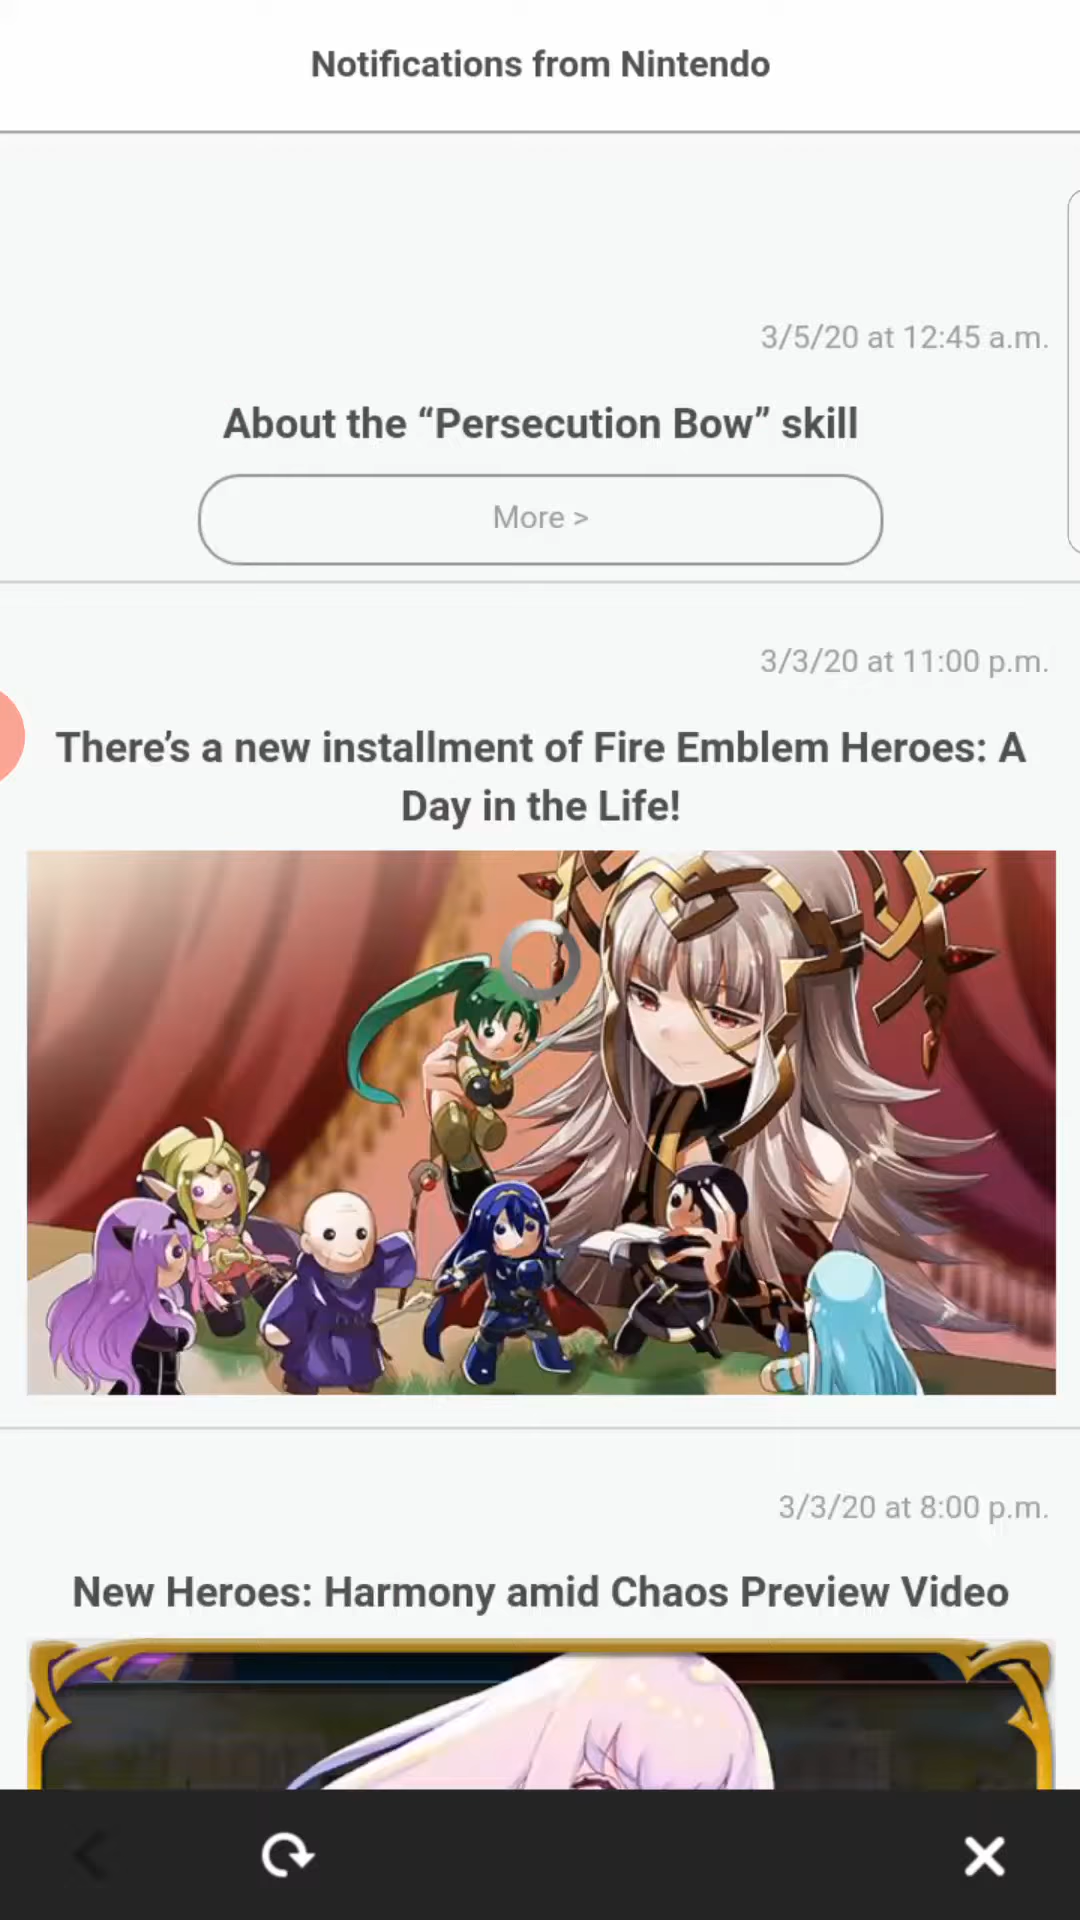 Notifications from Nintendo
3/5/20 at 12:45 a.m.
About the “Persecution Bow” skill
More >
3/3/20 at 11:00 p.m.
There’s a new installment of Fire Emblem Heroes: A
Day in the Life!
3/3/20 at 8:00 p.m.
New Heroes: Harmony amid Chaos Preview Video